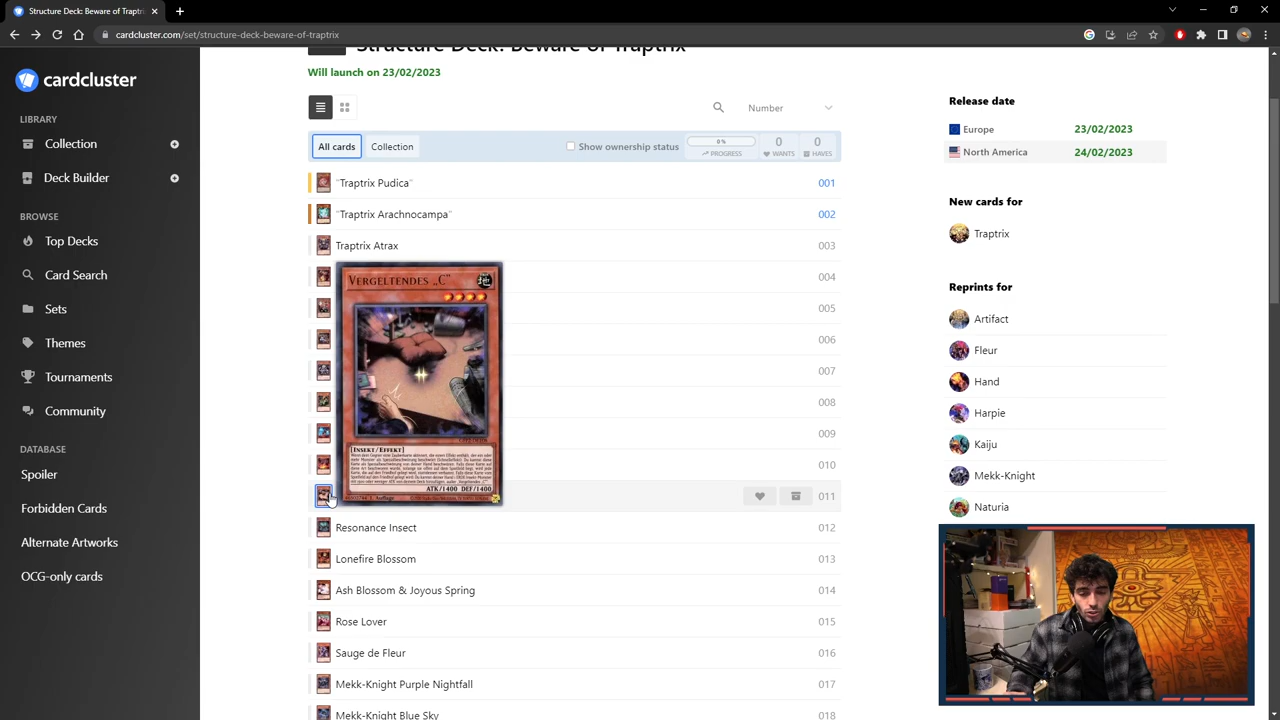 Structure Deck Beware of Traptrix
cardcluster.com/set/structure-deck-beware-of-traptrix
cardcluster
LIBRARY
Collection
Deck Builder
BROWSE
Top Decks
Card Search
Sets
Themes
Tournaments
Community
DATABASE
Spoiler
Cards
Alternate Artworks
OCG only cards
Structure Deck: Beware of Traptrix
Will launch on 23/02/2023
Number
All cards
Collection
Show ownership status
0 %
PROGRESS
0
WANTS
0
HAVES
"Traptrix Pudica" 001
"Traptrix Arachnocampa" 002
Traptrix Atrax 003
004
005
006
007
008
009
010
011
VERGELTENDES „C"
[INSEKT/EFFEKT]
ATK/1400 DEF/1400
1. Auflage
Resonance Insect 012
Lonefire Blossom 013
Ash Blossom & Joyous Spring 014
Rose Lover 015
Sauge de Fleur 016
Mekk-Knight Purple Nightfall 017
Mekk-Knight Blue Sky 018
Release date
Europe 23/02/2023
North America 24/02/2023
New cards for
Traptrix
Reprints for
Artifact
Fleur
Hand
Harpie
Kaiju
Mekk-Knight
Naturia